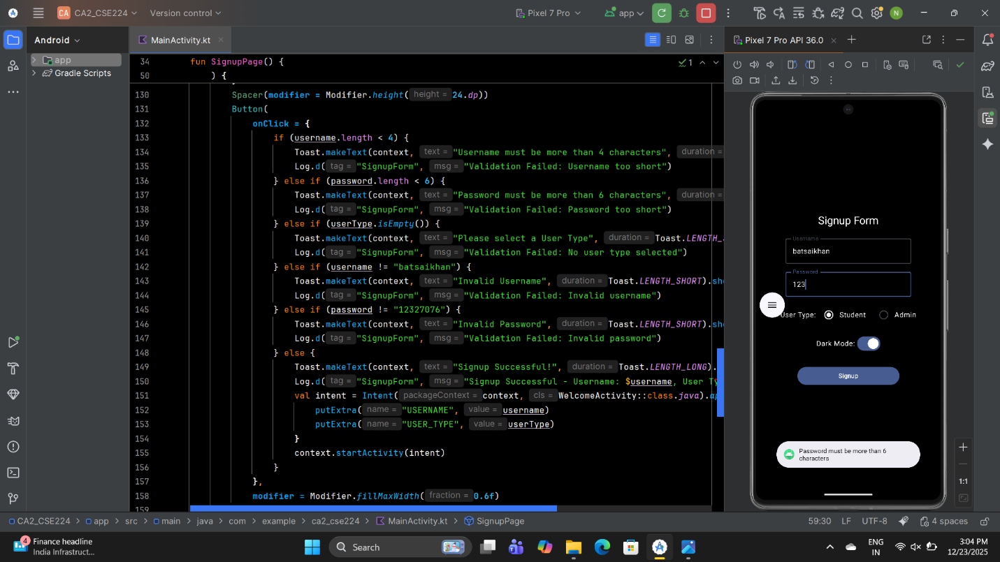 CA CA2_CSE224 Version control Pixel 7 Pro app N
Android
MainActivity.kt
Pixel 7 Pro API 36.0
app
Gradle Scripts
34 fun SignupPage() {
1
50 ) {
130 Spacer(modifier = Modifier.height( height = 24.dp))
131 Button(
132 onClick = {
133 if (username.length < 4) {
134 Toast.makeText(context, text = "Username must be more than 4 characters", duration =
135 Log.d( tag = "SignupForm", msg = "Validation Failed: Username too short")
136 } else if (password.length < 6) {
137 Toast.makeText(context, text = "Password must be more than 6 characters", duration =
138 Log.d( tag = "SignupForm", msg = "Validation Failed: Password too short")
139 } else if (userType.isEmpty()) {
140 Toast.makeText(context, text = "Please select a User Type", duration = Toast.LENGTH_
141 Log.d( tag = "SignupForm", msg = "Validation Failed: No user type selected")
142 } else if (username != "batsaikhan") {
143 Toast.makeText(context, text = "Invalid Username", duration = Toast.LENGTH_SHORT).sh
144 Log.d( tag = "SignupForm", msg = "Validation Failed: Invalid username")
145 } else if (password != "12327076") {
146 Toast.makeText(context, text = "Invalid Password", duration = Toast.LENGTH_SHORT).sh
147 Log.d( tag = "SignupForm", msg = "Validation Failed: Invalid password")
148 } else {
149 Toast.makeText(context, text = "Signup Successful!", duration = Toast.LENGTH_LONG).
150 Log.d( tag = "SignupForm", msg = "Signup Successful - Username: $username, User Ty
151 val intent = Intent( packageContext = context, cls = WelcomeActivity::class.java).ap
152 putExtra( name = "USERNAME", value = username)
153 putExtra( name = "USER_TYPE", value = userType)
154 }
155 context.startActivity(intent)
156 }
157 },
158 modifier = Modifier.fillMaxWidth( fraction = 0.6f)
159
Signup Form
Username
batsaikhan
Password
123
User Type: Student Admin
Dark Mode:
Signup
Password must be more than 6
characters
1:1
CA2_CSE224 > app > src > main > java > com > example > ca2_cse224 > MainActivity.kt > SignupPage
59:30 LF UTF-8 4 spaces
4
Finance headline
India Infrastruct...
Search
ENG
IN
3:04 PM
12/23/2025